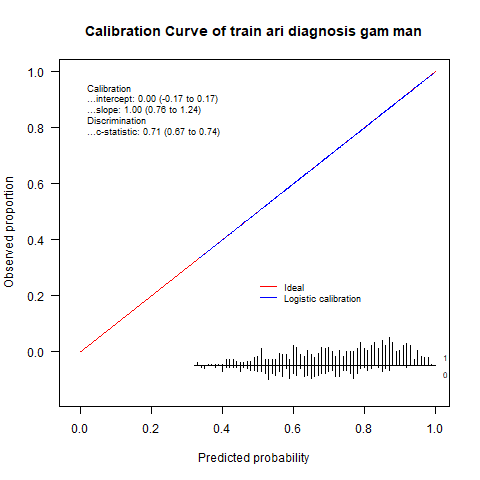 Calibration Curve of train ari diagnosis gam man
Calibration
...intercept: 0.00 (-0.17 to 0.17)
...slope: 1.00 (0.76 to 1.24)
Discrimination
...c-statistic: 0.71 (0.67 to 0.74)
1.0
0.8
0.6
0.4
0.2
0.0
Observed proportion
Ideal
Logistic calibration
1
0
0.0 0.2 0.4 0.6 0.8 1.0
Predicted probability